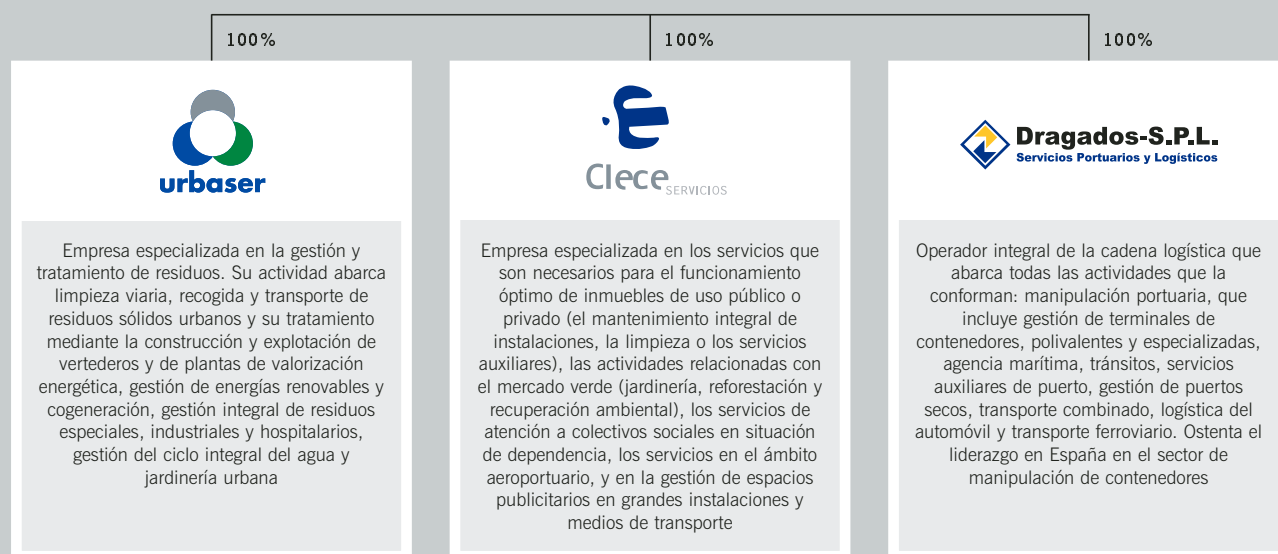 100%
100%
100%
urbaser
Clece SERVICIOS
Dragados-S.P.L.
Servicios Portuarios y Logísticos
Empresa especializada en la gestión y
tratamiento de residuos. Su actividad abarca
limpieza viaria, recogida y transporte de
residuos sólidos urbanos y su tratamiento
mediante la construcción y explotación de
vertederos y de plantas de valorización
energética, gestión de energías renovables y
cogeneración, gestión integral de residuos
especiales, industriales y hospitalarios,
gestión del ciclo integral del agua y
jardinería urbana
Empresa especializada en los servicios que
son necesarios para el funcionamiento
óptimo de inmuebles de uso público o
privado (el mantenimiento integral de
instalaciones, la limpieza o los servicios
auxiliares), las actividades relacionadas con
el mercado verde (jardinería, reforestación y
recuperación ambiental), los servicios de
atención a colectivos sociales en situación
de dependencia, los servicios en el ámbito
aeroportuario, y en la gestión de espacios
publicitarios en grandes instalaciones y
medios de transporte
Operador integral de la cadena logística que
abarca todas las actividades que la
conforman: manipulación portuaria, que
incluye gestión de terminales de
contenedores, polivalentes y especializadas,
agencia marítima, tránsitos, servicios
auxiliares de puerto, gestión de puertos
secos, transporte combinado, logística del
automóvil y transporte ferroviario. Ostenta el
liderazgo en España en el sector de
manipulación de contenedores